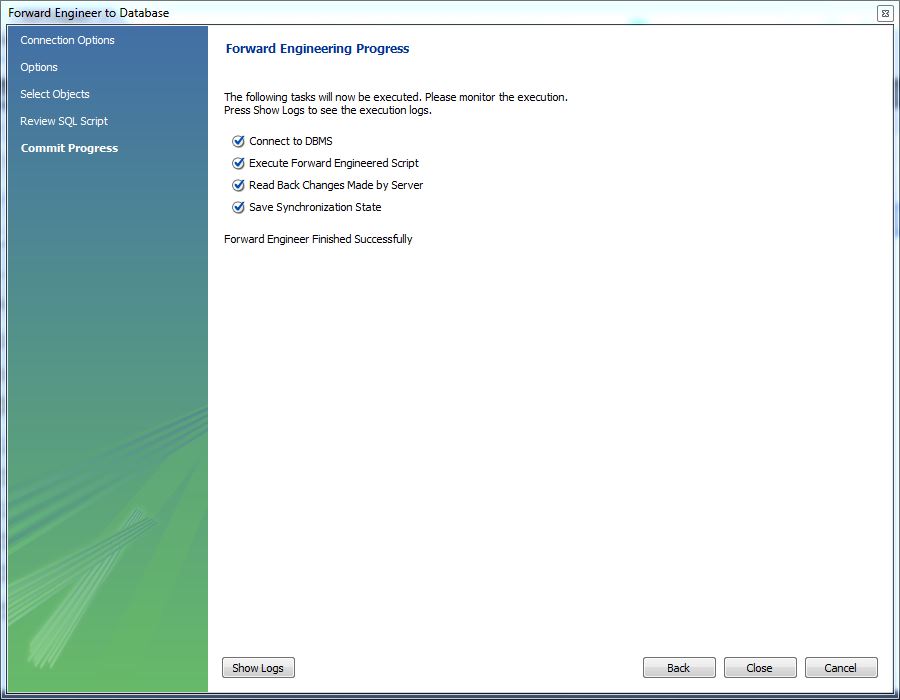 Forward Engineer to Database
Connection Options
Options
Select Objects
Review SQL Script
Commit Progress
Forward Engineering Progress
The following tasks will now be executed. Please monitor the execution.
Press Show Logs to see the execution logs.
Connect to DBMS
Execute Forward Engineered Script
Read Back Changes Made by Server
Save Synchronization State
Forward Engineer Finished Successfully
Show Logs
Back
Close
Cancel